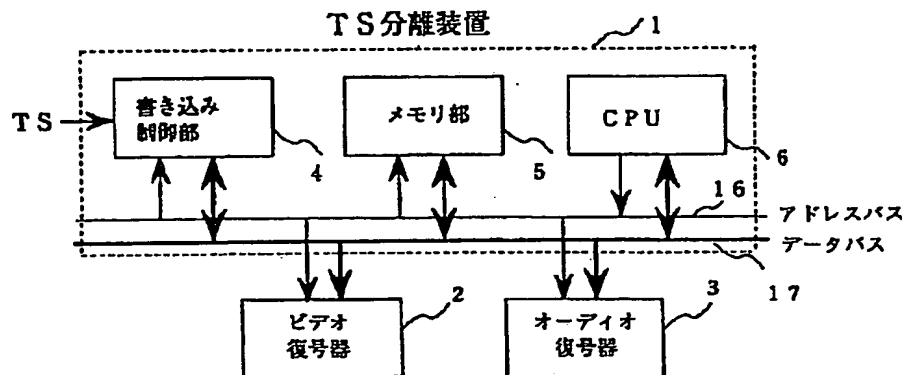 TS分離装置
1
TS
書き込み
制御部
4
メモリ部
5
CPU
6
16
アドレスバス
データバス
17
ビデオ
復号器
2
オーディオ
復号器
3